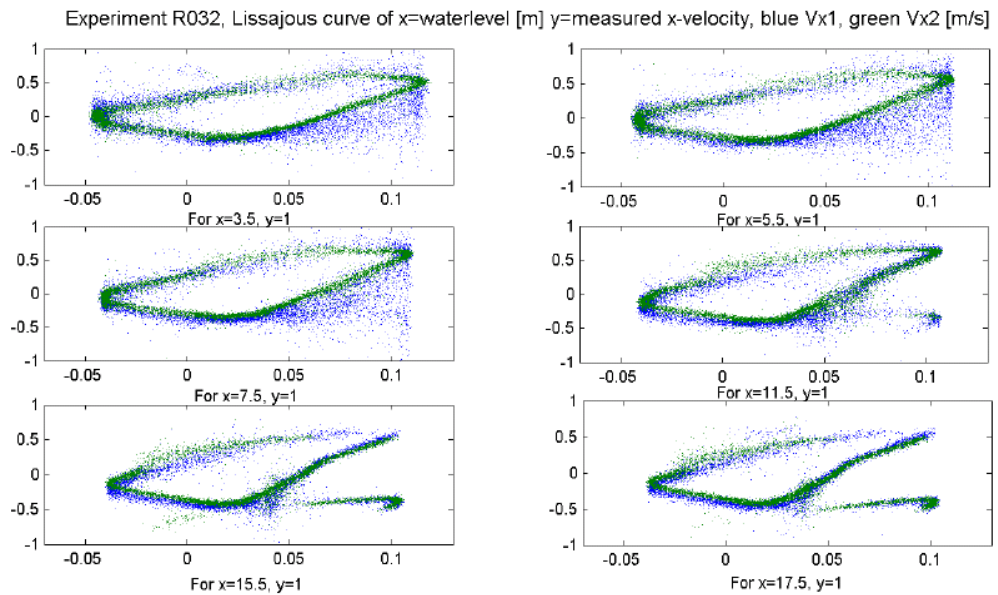 Experiment R032, Lissajous curve of x=waterlevel [m] y=measured x-velocity, blue Vx1, green Vx2 [m/s]
1
0.5
0
-0.5
-1
-0.05 0 0.05 0.1
For x=3.5, y=1
1
0.5
0
-0.5
-1
-0.05 0 0.05 0.1
For x=5.5, y=1
1
0.5
0
-0.5
-1
-0.05 0 0.05 0.1
For x=7.5, y=1
1
0.5
0
-0.5
-1
-0.05 0 0.05 0.1
For x=11.5, y=1
1
0.5
0
-0.5
-1
-0.05 0 0.05 0.1
For x=15.5, y=1
1
0.5
0
-0.5
-1
-0.05 0 0.05 0.1
For x=17.5, y=1